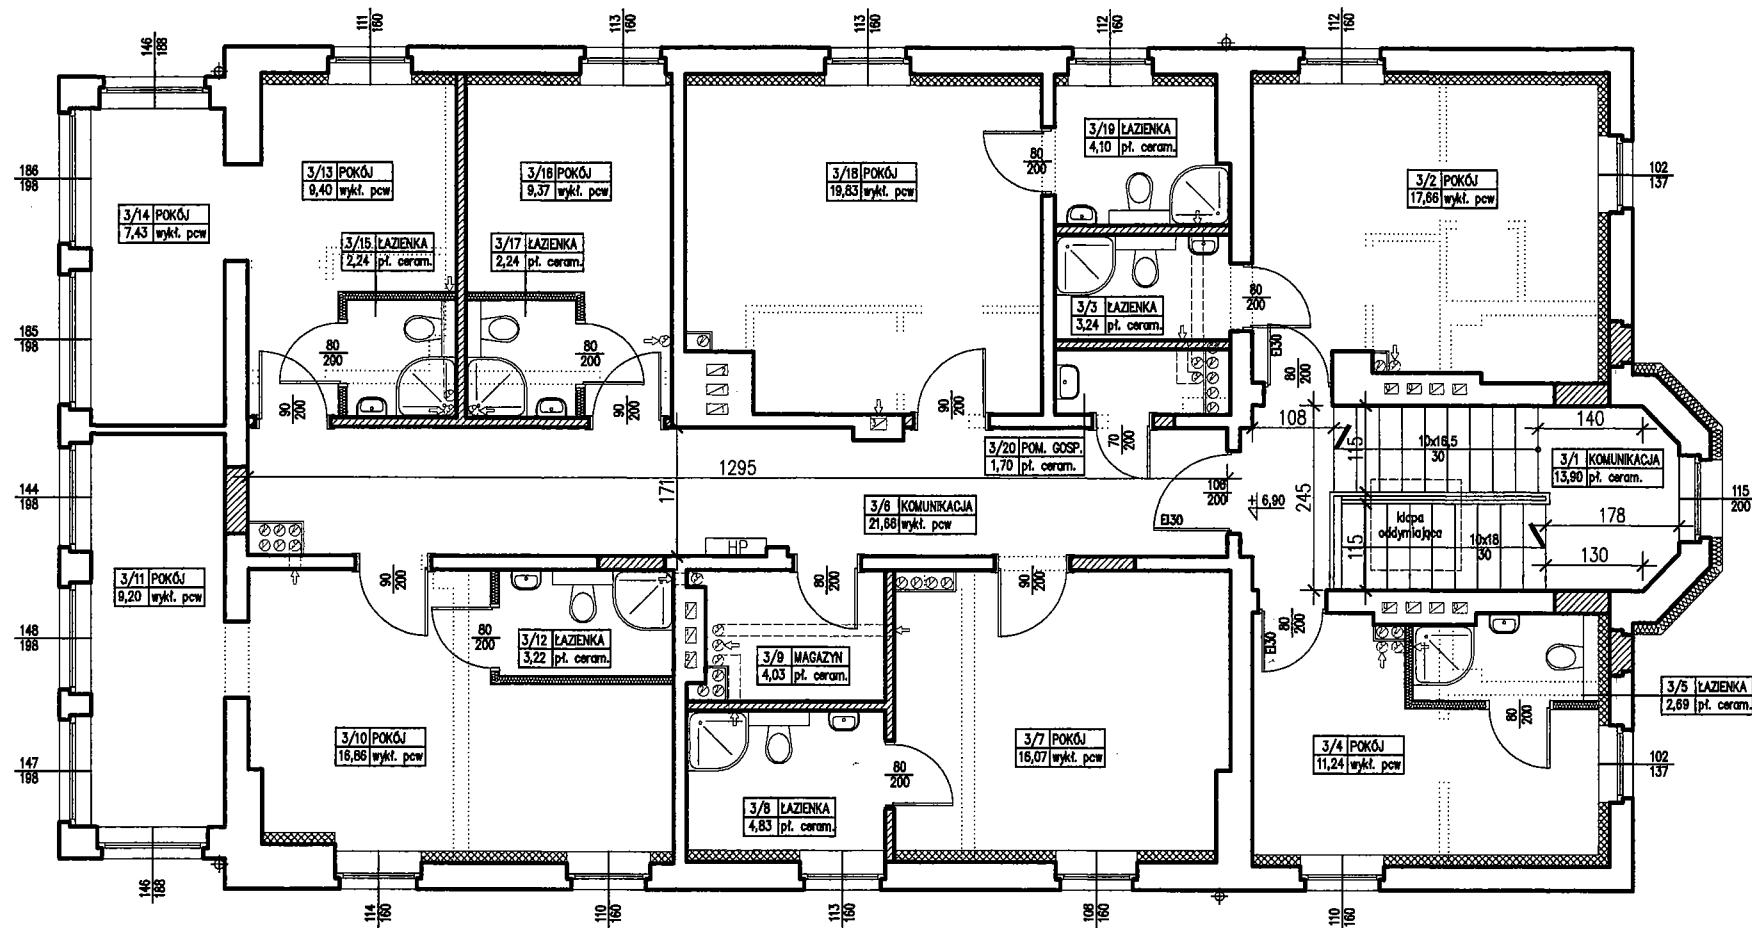 111
160
113
160
113
160
112
160
112
160
146
188
186
198
185
198
144
198
148
198
147
198
146
188
114
160
110
160
113
160
108
160
110
160
102
137
115
200
102
137
3/13 POKÓJ
9,40 wykł. pcw
3/16 POKÓJ
9,37 wykł. pcw
3/18 POKÓJ
19,83 wykł. pcw
3/19 ŁAZIENKA
4,10 pł. ceram.
3/2 POKÓJ
17,66 wykł. pcw
3/14 POKÓJ
7,43 wykł. pcw
3/15 ŁAZIENKA
2,24 pł. ceram.
3/17 ŁAZIENKA
2,24 pł. ceram.
3/3 ŁAZIENKA
3,24 pł. ceram.
80
200
80
200
80
200
80
200
EI30
80
200
90
200
90
200
90
200
70
200
3/20 POM. GOSP.
1,70 pł. ceram.
108
115
10x16,5
30
140
3/1 KOMUNIKACJA
13,90 pł. ceram.
1295
171
3/6 KOMUNIKACJA
21,66 wykł. pcw
106
200
EI30
6,90
245
klapa
oddymiająca
115
10x18
30
178
130
HP
3/11 POKÓJ
9,20 wykł. pcw
90
200
80
200
3/12 ŁAZIENKA
3,22 pł. ceram.
80
200
90
200
EI30
80
200
3/9 MAGAZYN
4,03 pł. ceram.
3/5 ŁAZIENKA
2,69 pł. ceram.
80
200
3/10 POKÓJ
16,86 wykł. pcw
3/7 POKÓJ
16,07 wykł. pcw
3/4 POKÓJ
11,24 wykł. pcw
80
200
3/8 ŁAZIENKA
4,83 pł. ceram.